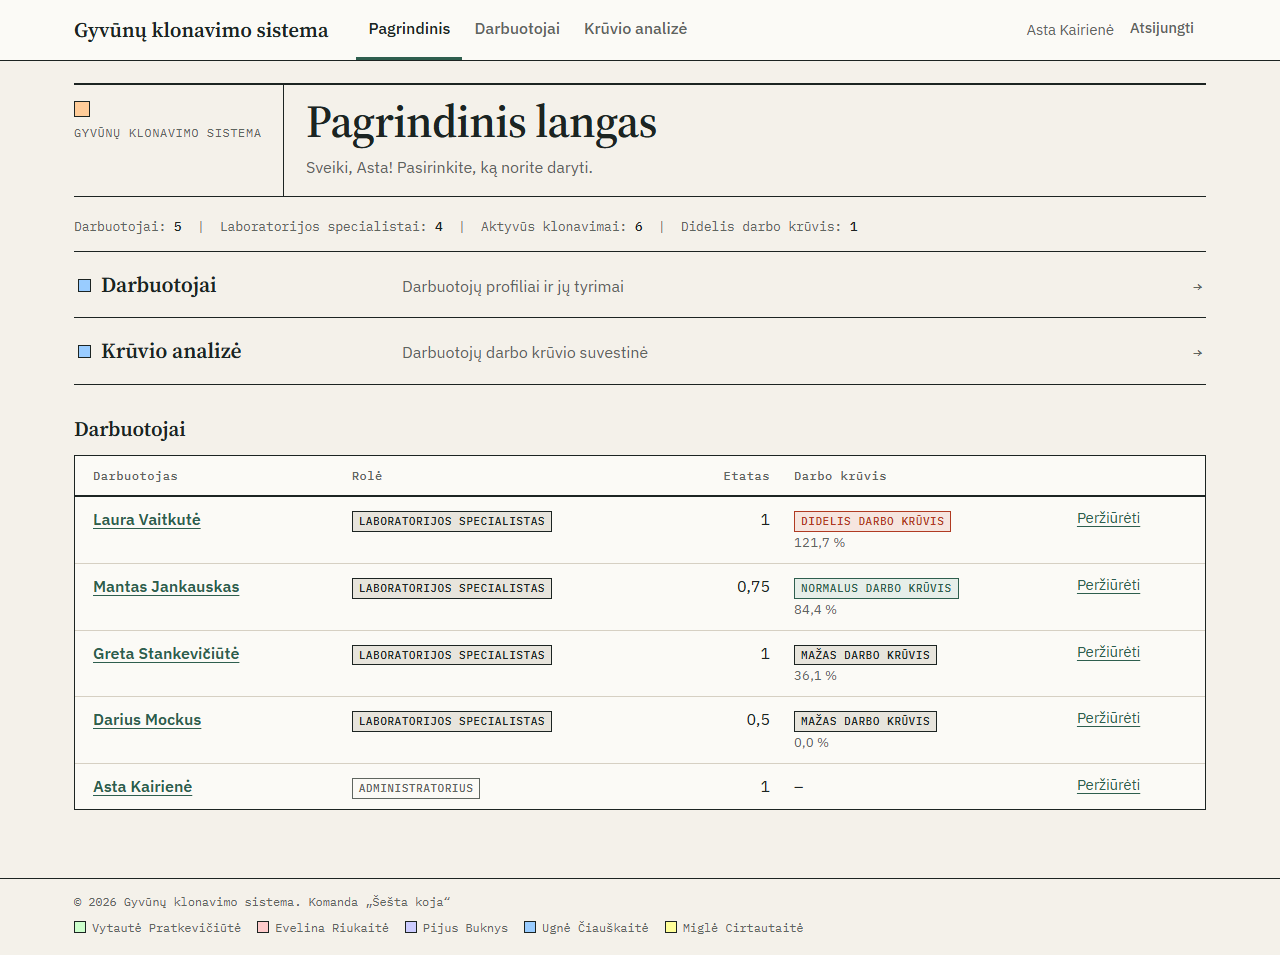 Gyvūnų klonavimo sistema Pagrindinis Darbuotojai Krūvio analizė Asta Kairienė Atsijungti
GYVŪNŲ KLONAVIMO SISTEMA
Pagrindinis langas
Sveiki, Asta! Pasirinkite, ką norite daryti.
Darbuotojai: 5 | Laboratorijos specialistai: 4 | Aktyvūs klonavimai: 6 | Didelis darbo krūvis: 1
Darbuotojai Darbuotojų profiliai ir jų tyrimai →
Krūvio analizė Darbuotojų darbo krūvio suvestinė →
Darbuotojai
Darbuotojas Rolė Etatas Darbo krūvis
Laura Vaitkutė LABORATORIJOS SPECIALISTAS 1 DIDELIS DARBO KRŪVIS Peržiūrėti
121,7 %
Mantas Jankauskas LABORATORIJOS SPECIALISTAS 0,75 NORMALUS DARBO KRŪVIS Peržiūrėti
84,4 %
Greta Stankevičiūtė LABORATORIJOS SPECIALISTAS 1 MAŽAS DARBO KRŪVIS Peržiūrėti
36,1 %
Darius Mockus LABORATORIJOS SPECIALISTAS 0,5 MAŽAS DARBO KRŪVIS Peržiūrėti
0,0 %
Asta Kairienė ADMINISTRATORIUS 1 – Peržiūrėti
© 2026 Gyvūnų klonavimo sistema. Komanda „Šešta koja“
Vytautė Pratkevičiūtė Evelina Riukaitė Pijus Buknys Ugnė Čiauškaitė Miglė Cirtautaitė